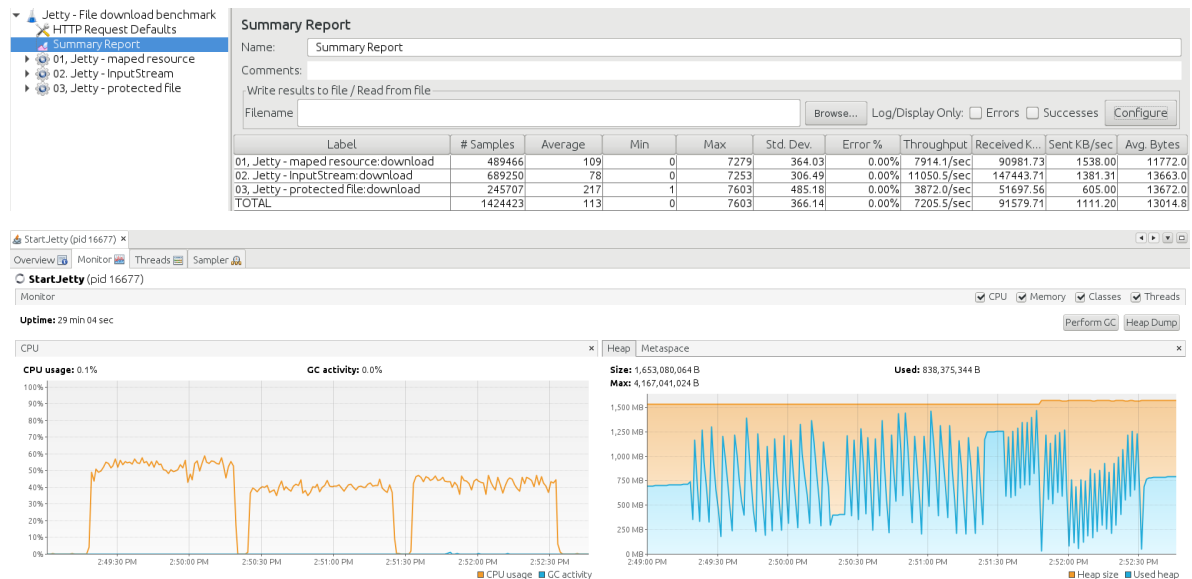 Jetty - File download benchmark
HTTP Request Defaults
Summary Report
01, Jetty - maped resource
02. Jetty - InputStream
03, Jetty - protected file
Summary Report
Name: Summary Report
Comments:
Write results to file / Read from file
Filename Browse... Log/Display Only: Errors Successes Configure
Label # Samples Average Min Max Std. Dev. Error % Throughput Received K... Sent KB/sec Avg. Bytes
01, Jetty - maped resource:download 489466 109 0 7279 364.03 0.00% 7914.1/sec 90981.73 1538.00 11772.0
02. Jetty - InputStream:download 689250 78 0 7253 306.49 0.00% 11050.5/sec 147443.71 1381.31 13663.0
03, Jetty - protected file:download 245707 217 1 7603 485.18 0.00% 3872.0/sec 51697.56 605.00 13672.0
TOTAL 1424423 113 0 7603 366.14 0.00% 7205.5/sec 91579.71 1111.20 13014.8
StartJetty (pid 16677) ×
Overview Monitor Threads Sampler
StartJetty (pid 16677)
Monitor CPU Memory Classes Threads
Uptime: 29 min 04 sec Perform GC Heap Dump
CPU ×
CPU usage: 0.1% GC activity: 0.0%
100%
90%
80%
70%
60%
50%
40%
30%
20%
10%
0%
2:49:30 PM 2:50:00 PM 2:50:30 PM 2:51:00 PM 2:51:30 PM 2:52:00 PM 2:52:30 PM
CPU usage GC activity
Heap Metaspace ×
Size: 1,653,080,064 B Used: 838,375,344 B
Max: 4,167,041,024 B
1,500 MB
1,250 MB
1,000 MB
750 MB
500 MB
250 MB
0 MB
2:49:00 PM 2:49:30 PM 2:50:00 PM 2:50:30 PM 2:51:00 PM 2:51:30 PM 2:52:00 PM 2:52:30 PM
Heap size Used heap